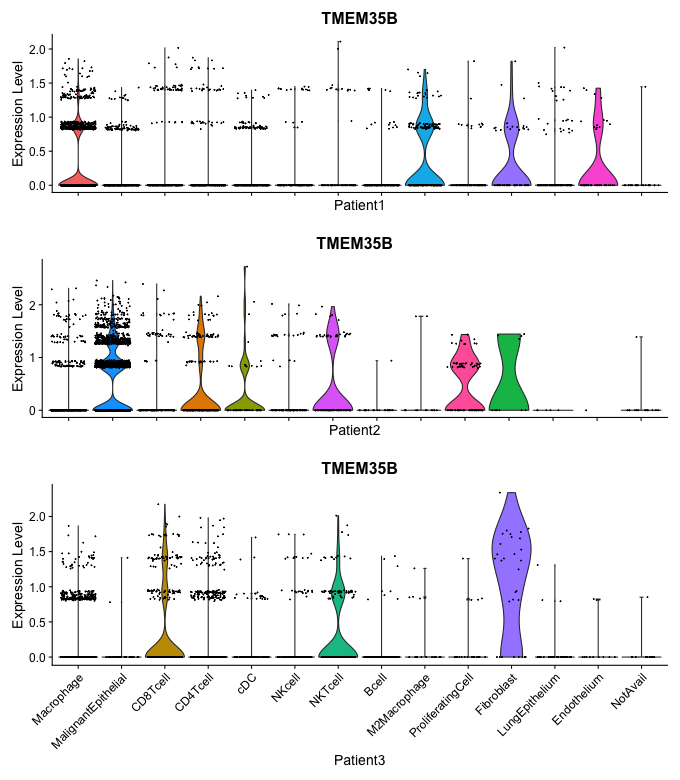 TMEM35B
Expression Level
2.0
1.5
1.0
0.5
0.0
Patient1
TMEM35B
Expression Level
2
1
0
Patient2
TMEM35B
Expression Level
2.0
1.5
1.0
0.5
0.0
Macrophage
MalignantEpithelial
CD8Tcell
CD4Tcell
cDC
NKcell
NKTcell
Bcell
M2Macrophage
ProliferatingCell
Fibroblast
LungEpithelium
Endothelium
NotAvail
Patient3